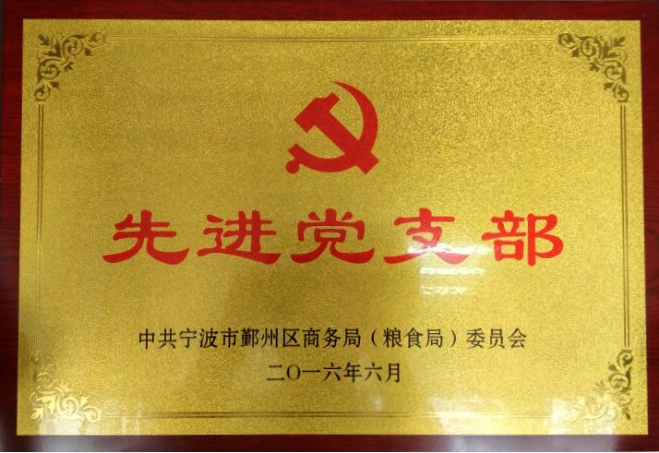 先进党支部
中共宁波市鄞州区商务局（粮食局）委员会
二〇一六年六月